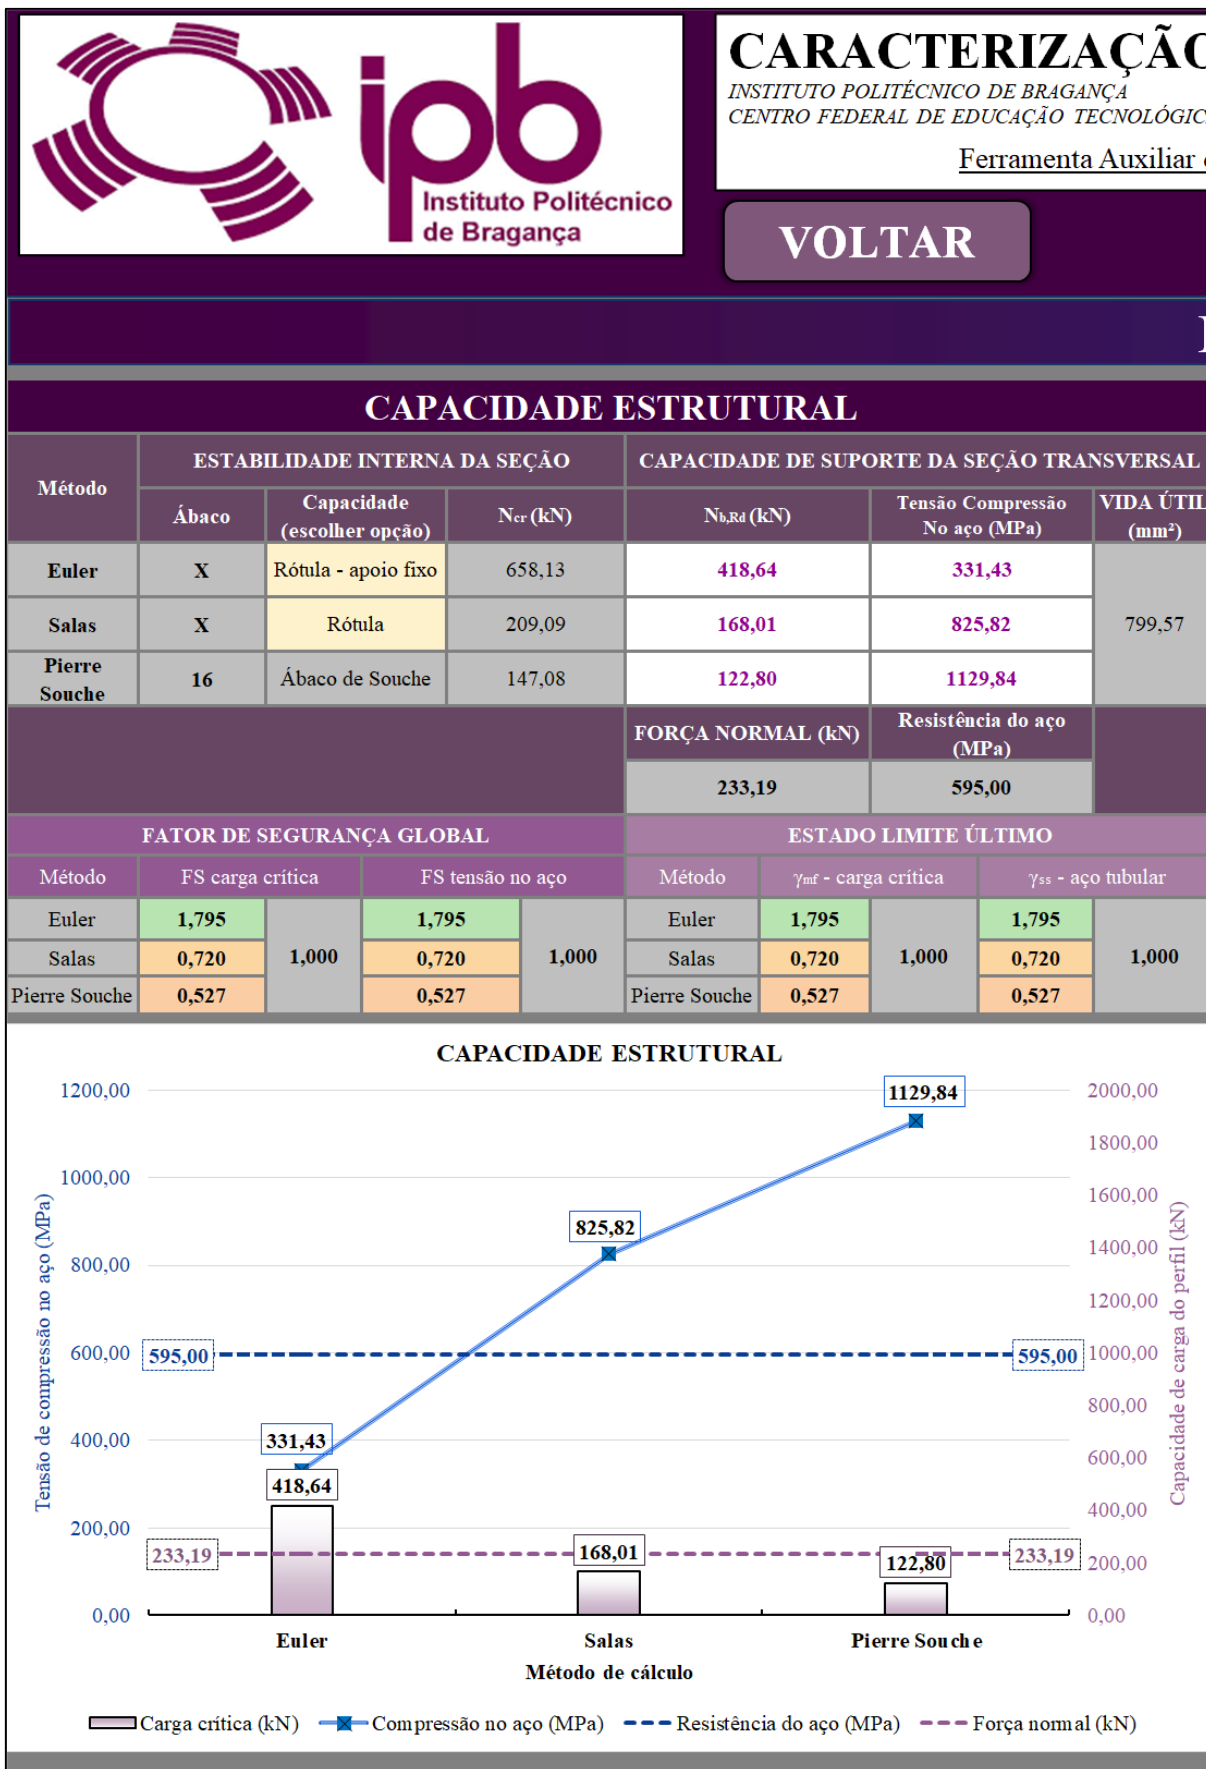 ipb
Instituto Politécnico
de Bragança
CARACTERIZAÇÃO
INSTITUTO POLITÉCNICO DE BRAGANÇA
CENTRO FEDERAL DE EDUCAÇÃO TECNOLÓGIC
Ferramenta Auxiliar
VOLTAR
CAPACIDADE ESTRUTURAL
Método
ESTABILIDADE INTERNA DA SEÇÃO
CAPACIDADE DE SUPORTE DA SEÇÃO TRANSVERSAL
Ábaco
Capacidade
(escolher opção)
Ncr (kN)
Nb,Rd (kN)
Tensão Compressão
No aço (MPa)
VIDA ÚTIL
(mm²)
Euler X Rótula - apoio fixo 658,13 418,64 331,43
Salas X Rótula 209,09 168,01 825,82 799,57
Pierre
Souche
16 Ábaco de Souche 147,08 122,80 1129,84
FORÇA NORMAL (kN)
Resistência do aço
(MPa)
233,19 595,00
FATOR DE SEGURANÇA GLOBAL ESTADO LIMITE ÚLTIMO
Método FS carga crítica FS tensão no aço Método γmf - carga crítica γss - aço tubular
Euler 1,795 1,795 Euler 1,795 1,795
Salas 0,720 1,000 0,720 1,000 Salas 0,720 1,000 0,720 1,000
Pierre Souche 0,527 0,527 Pierre Souche 0,527 0,527
CAPACIDADE ESTRUTURAL
Tensão de compressão no aço (MPa)
1200,00
1000,00
800,00
600,00
400,00
200,00
0,00
1129,84
825,82
595,00 595,00
331,43
418,64
233,19 168,01 122,80 233,19
2000,00
1800,00
1600,00
1400,00
1200,00
1000,00
800,00
600,00
400,00
200,00
0,00
Capacidade de carga do perfil (kN)
Euler Salas Pierre Souche
Método de cálculo
Carga crítica (kN) Compressão no aço (MPa) Resistência do aço (MPa) Força normal (kN)